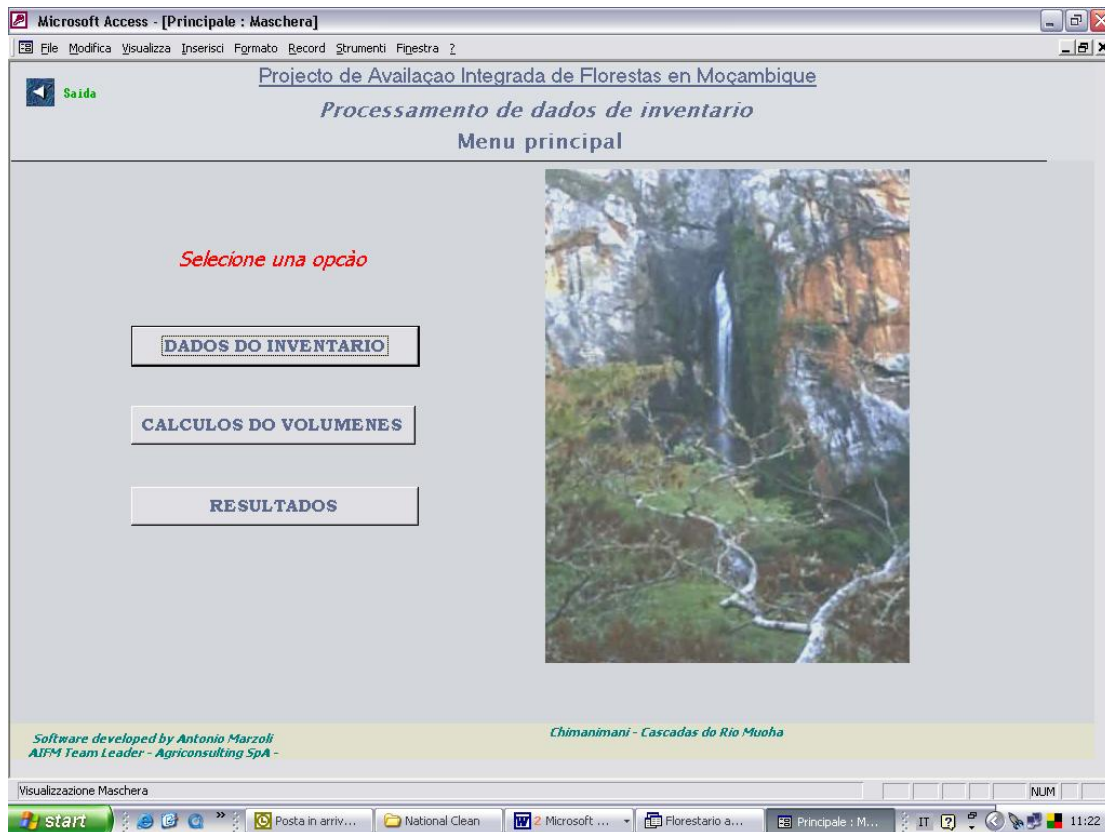 Microsoft Access - [Principale : Maschera]
File Modifica Visualizza Inserisci Formato Record Strumenti Finestra ?
Saida
Projecto de Availaçao Integrada de Florestas en Moçambique
Processamento de dados de inventario
Menu principal
Selecione una opcào
DADOS DO INVENTARIO
CALCULOS DO VOLUMENES
RESULTADOS
Software developed by Antonio Marzoli
AIFM Team Leader - Agriconsulting SpA -
Chimanimani - Cascadas do Rio Muoha
Visualizzazione Maschera
NUM
start
Posta in arriv...
National Clean
2 Microsoft ...
Florestario a...
Principale : M...
IT
11:22